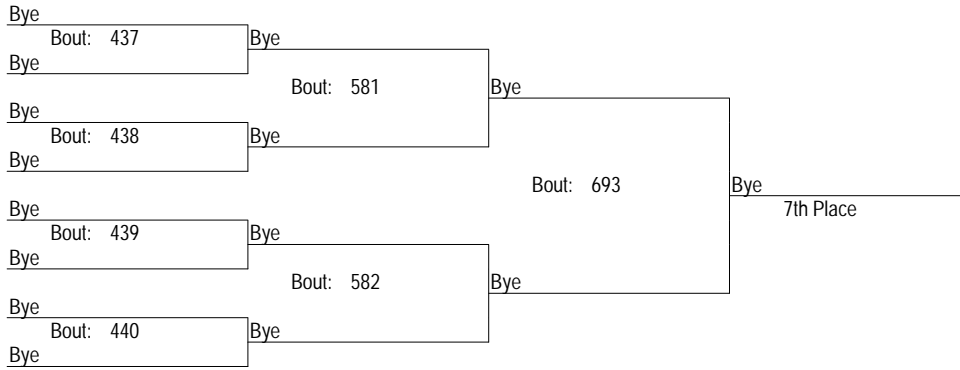 Bye
Bout: 437 Bye
Bye
Bout: 581 Bye
Bye
Bout: 438 Bye
Bye
Bout: 693 Bye
7th Place
Bye
Bout: 439 Bye
Bye
Bout: 582 Bye
Bye
Bout: 440 Bye
Bye